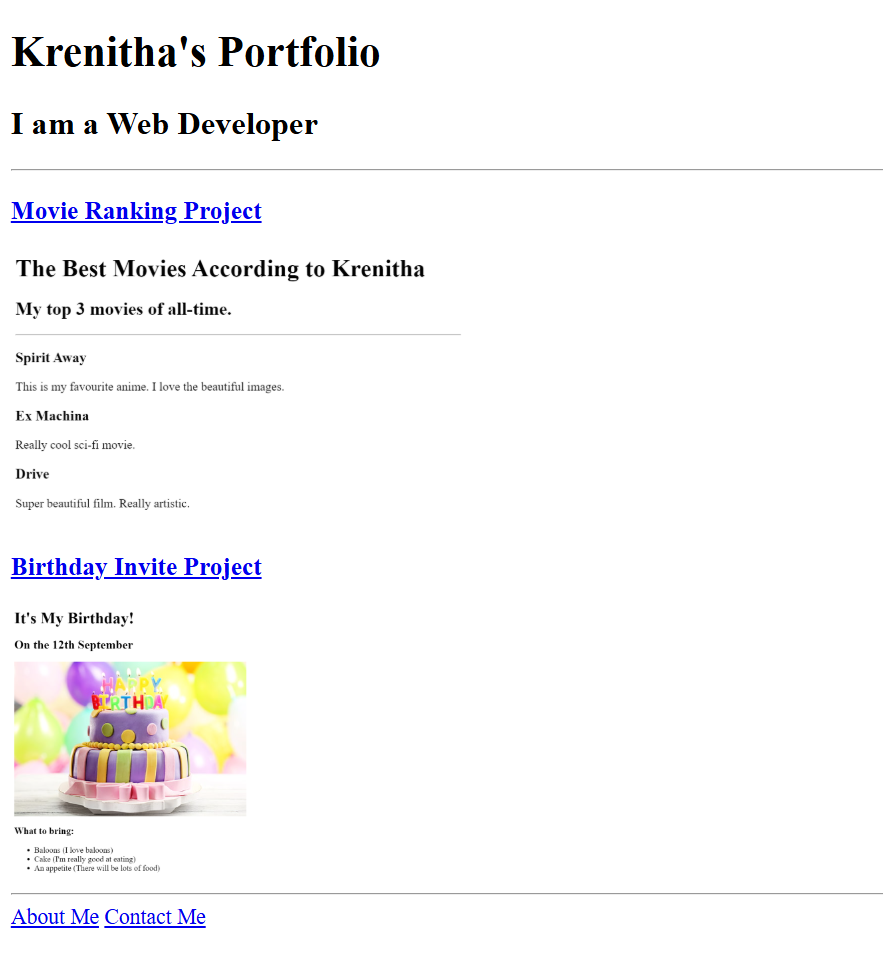 Krenitha's Portfolio
I am a Web Developer
Movie Ranking Project
The Best Movies According to Krenitha
My top 3 movies of all-time.
Spirit Away
This is my favourite anime. I love the beautiful images.
Ex Machina
Really cool sci-fi movie.
Drive
Super beautiful film. Really artistic.
Birthday Invite Project
It's My Birthday!
On the 12th September
HAPPY
BIRTHDAY
What to bring:
Baloons (I love baloons)
Cake (I'm really good at eating)
An appetite (There will be lots of food)
About Me Contact Me